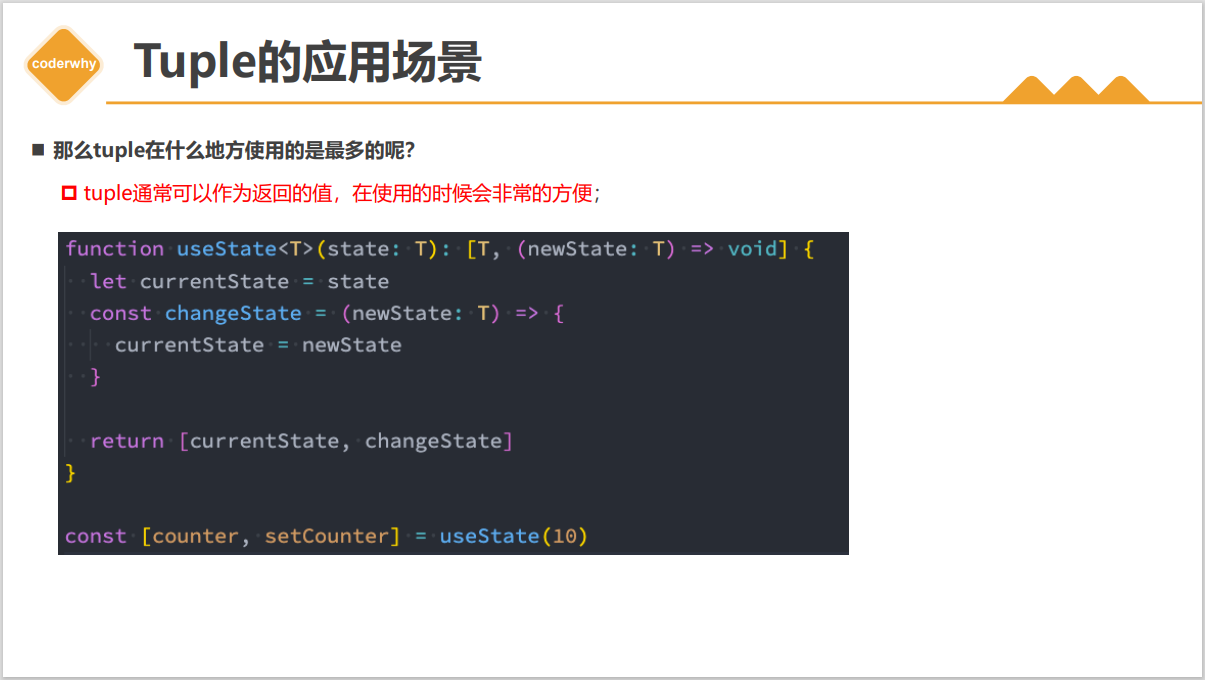 coderwhy
Tuple的应用场景
那么tuple在什么地方使用的是最多的呢？
tuple通常可以作为返回的值，在使用的时候会非常的方便；
function useState<T>(state: T): [T, (newState: T) => void] {
  let currentState = state
  const changeState = (newState: T) => {
    currentState = newState
  }
  return [currentState, changeState]
}
const [counter, setCounter] = useState(10)